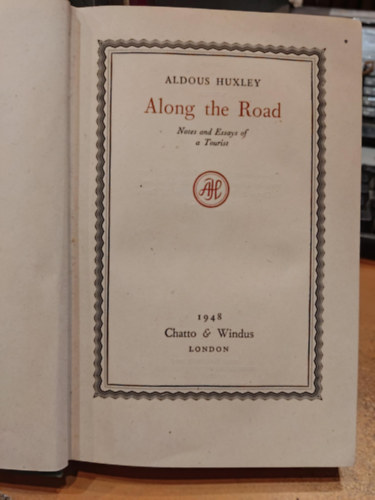 ALDOUS HUXLEY
Along the Road
Notes and Essays of
a Tourist
AH
1948
Chatto & Windus
LONDON